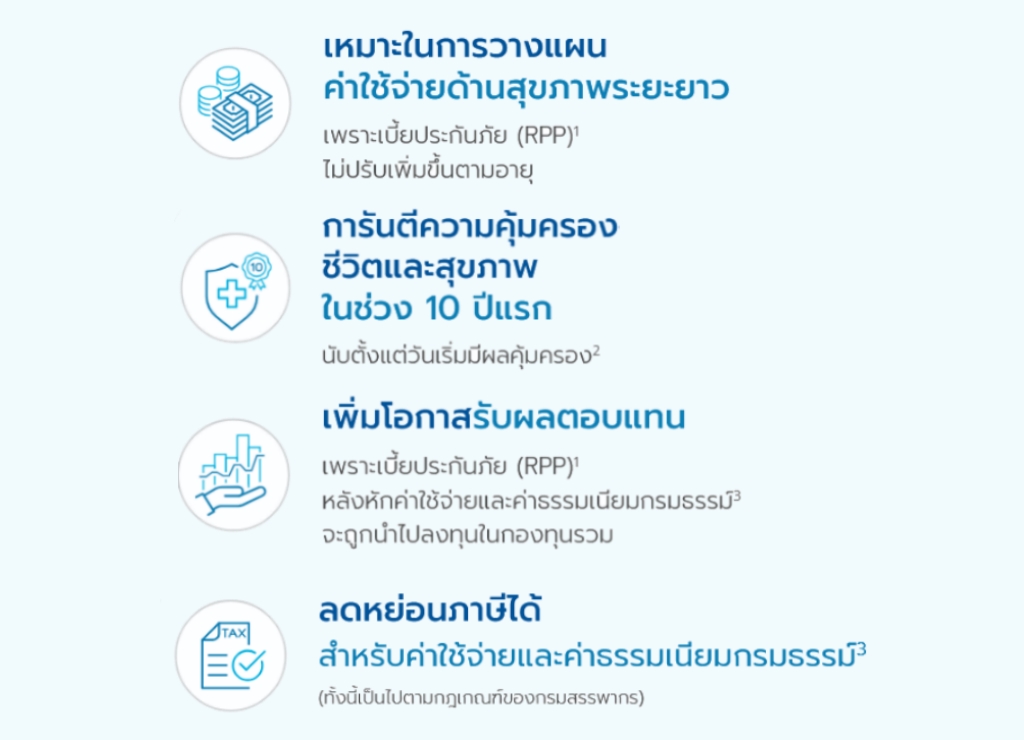 เหมาะในการวางแผน
ค่าใช้จ่ายด้านสุขภาพระยะยาว
เพราะเบี้ยประกันภัย (RPP)¹
ไม่ปรับเพิ่มขึ้นตามอายุ
การันตีความคุ้มครอง
ชีวิตและสุขภาพ
10
ในช่วง 10 ปีแรก
นับตั้งแต่วันเริ่มมีผลคุ้มครอง²
เพิ่มโอกาสรับผลตอบแทน
เพราะเบี้ยประกันภัย (RPP)¹
หลังหักค่าใช้จ่ายและค่าธรรมเนียมกรมธรรม์³
จะถูกนำไปลงทุนในกองทุนรวม
ลดหย่อนภาษีได้
TAX
สำหรับค่าใช้จ่ายและค่าธรรมเนียมกรมธรรม์³
(ทั้งนี้เป็นไปตามกฎเกณฑ์ของกรมสรรพากร)